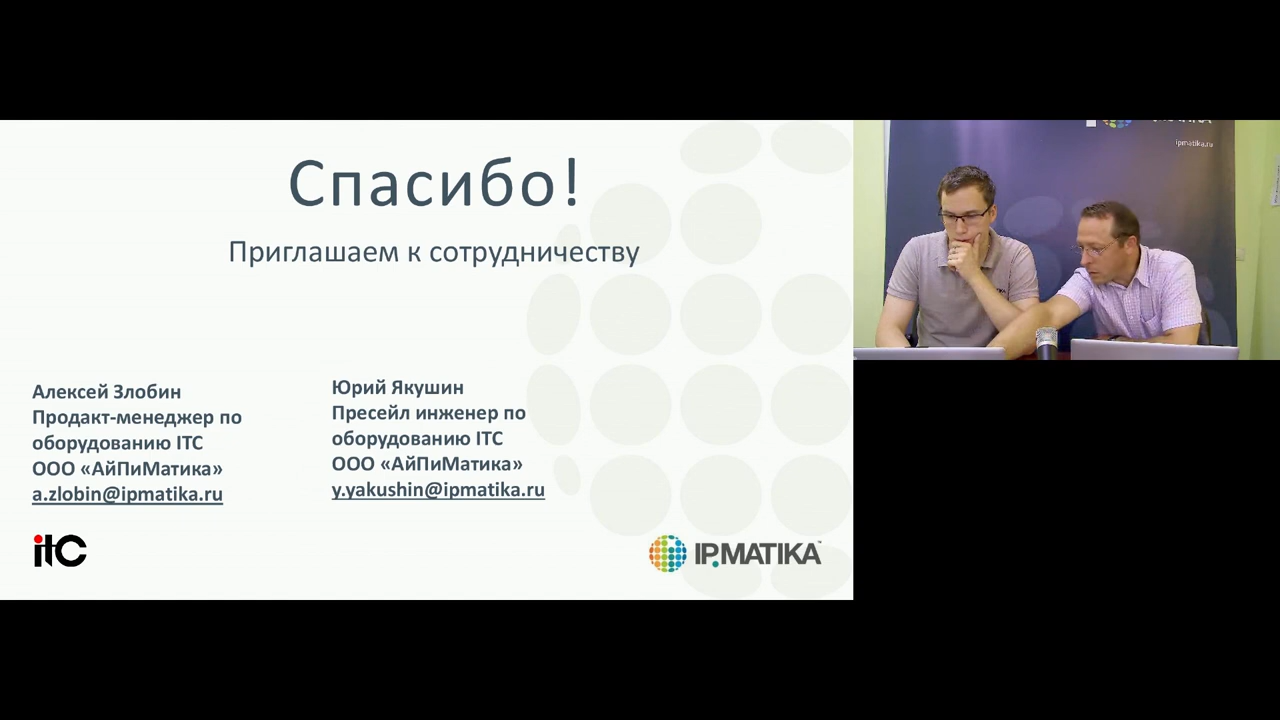 Спасибо!
Приглашаем к сотрудничеству
Алексей Злобин
Продакт-менеджер по
оборудованию ITC
ООО «АйПиМатика»
a.zlobin@ipmatika.ru
Юрий Якушин
Пресейл инженер по
оборудованию ITC
ООО «АйПиМатика»
y.yakushin@ipmatika.ru
itc
IP.MATIKA™
ipmatika.ru